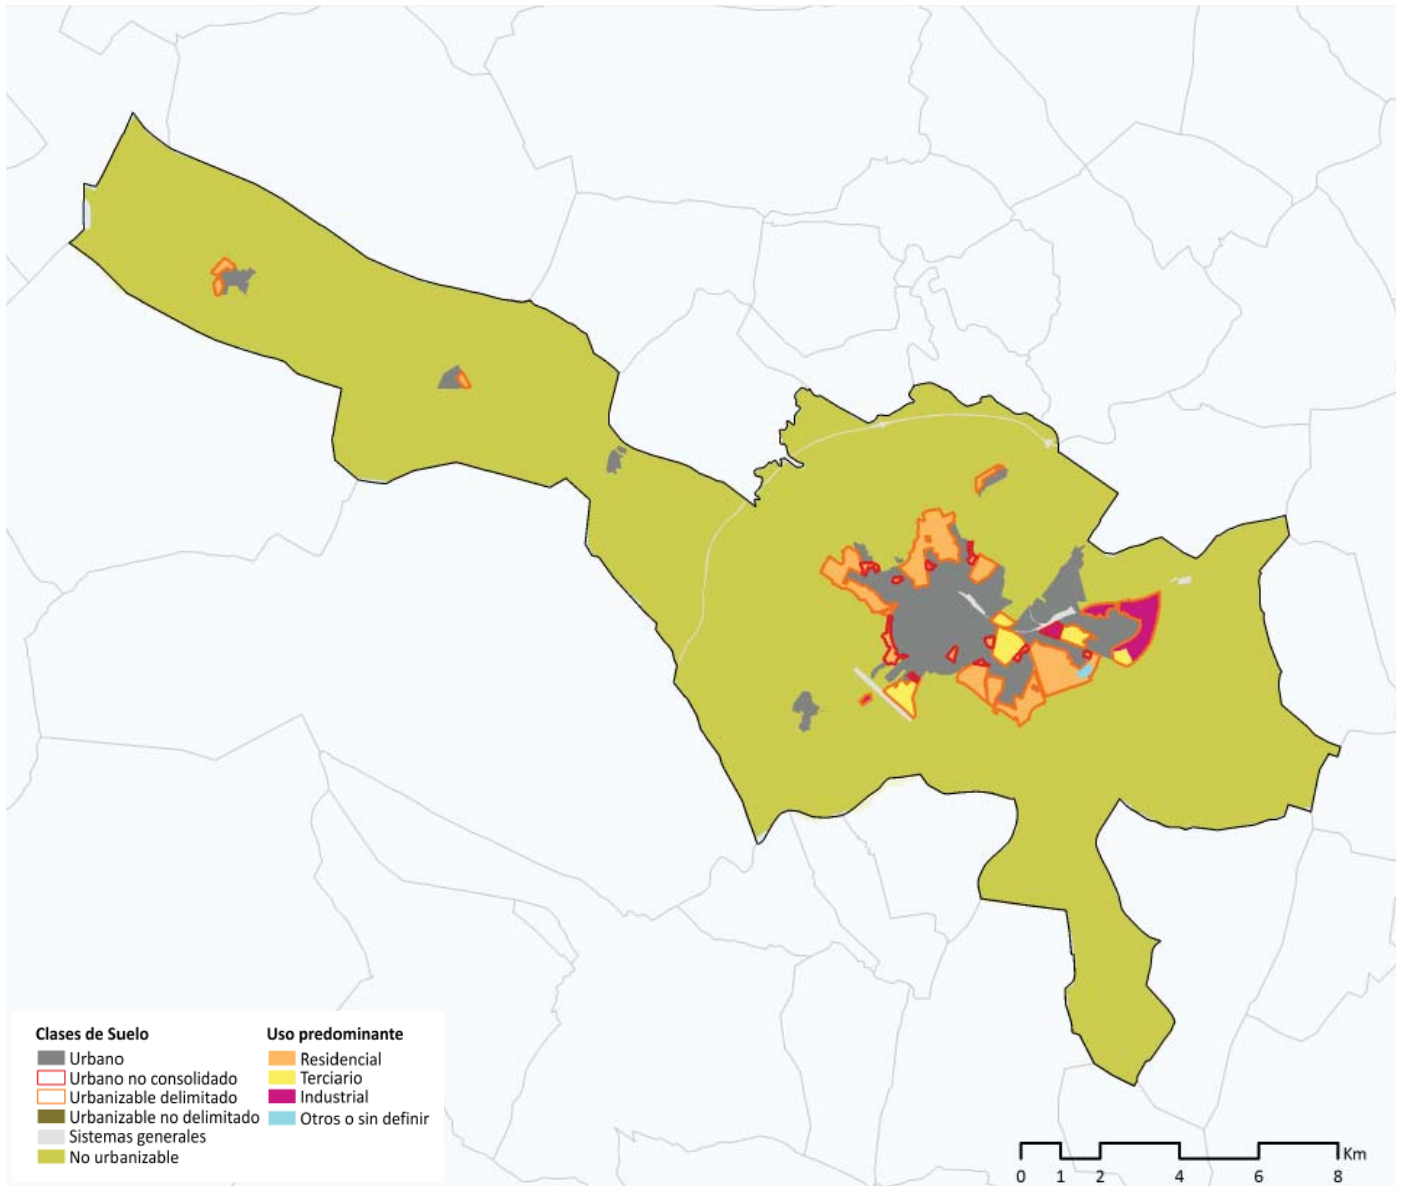 Clases de Suelo
Urbano
Urbano no consolidado
Urbanizable delimitado
Urbanizable no delimitado
Sistemas generales
No urbanizable
Uso predominante
Residencial
Terciario
Industrial
Otros o sin definir
Km
0 1 2 4 6 8